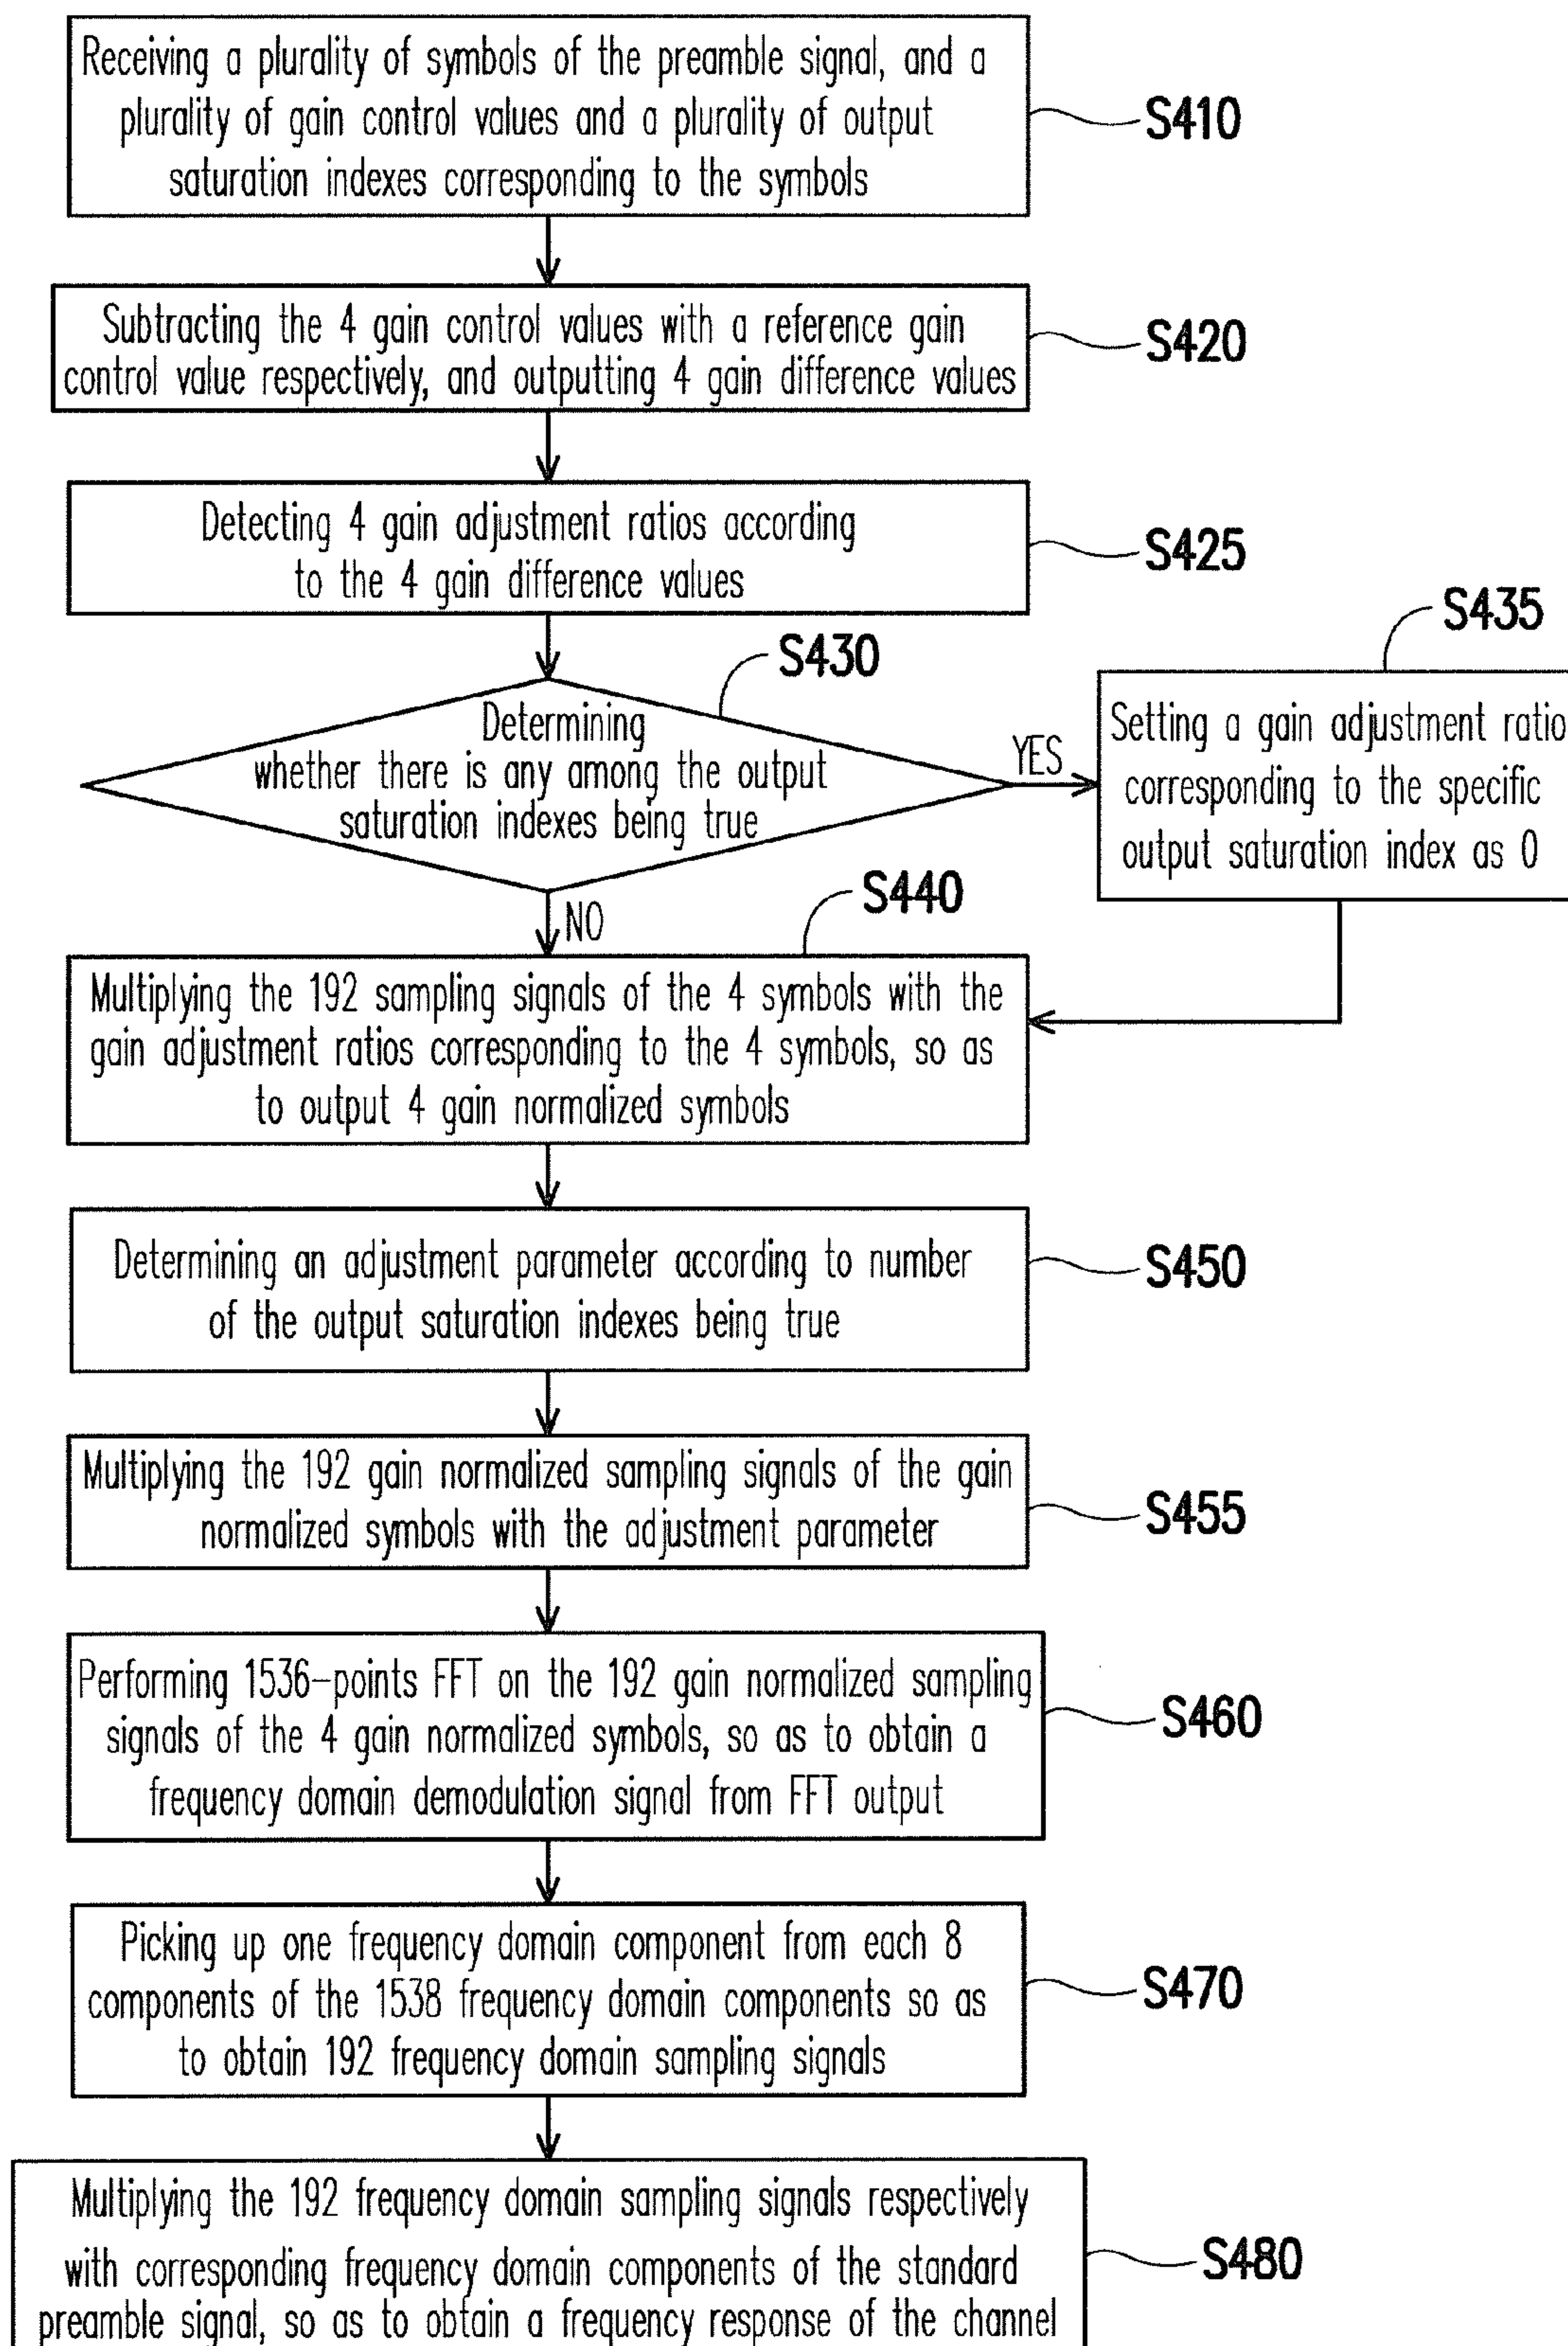 Receiving a plurality of symbols of the preamble signal, and a
plurality of gain control values and a plurality of output
saturation indexes corresponding to the symbols
S410
Subtracting the 4 gain control values with a reference gain
control value respectively, and outputting 4 gain difference values
S420
Detecting 4 gain adjustment ratios according
to the 4 gain difference values
S425
S430
Determining
whether there is any among the output
saturation indexes being true
YES
S435
Setting a gain adjustment ratio
corresponding to the specific
output saturation index as 0
NO
S440
Multiplying the 192 sampling signals of the 4 symbols with the
gain adjustment ratios corresponding to the 4 symbols, so as
to output 4 gain normalized symbols
Determining an adjustment parameter according to number
of the output saturation indexes being true
S450
Multiplying the 192 gain normalized sampling signals of the gain
normalized symbols with the adjustment parameter
S455
Performing 1536-points FFT on the 192 gain normalized sampling
signals of the 4 gain normalized symbols, so as to obtain a
frequency domain demodulation signal from FFT output
S460
Picking up one frequency domain component from each 8
components of the 1538 frequency domain components so as
to obtain 192 frequency domain sampling signals
S470
Multiplying the 192 frequency domain sampling signals respectively
with corresponding frequency domain components of the standard
preamble signal, so as to obtain a frequency response of the channel
S480